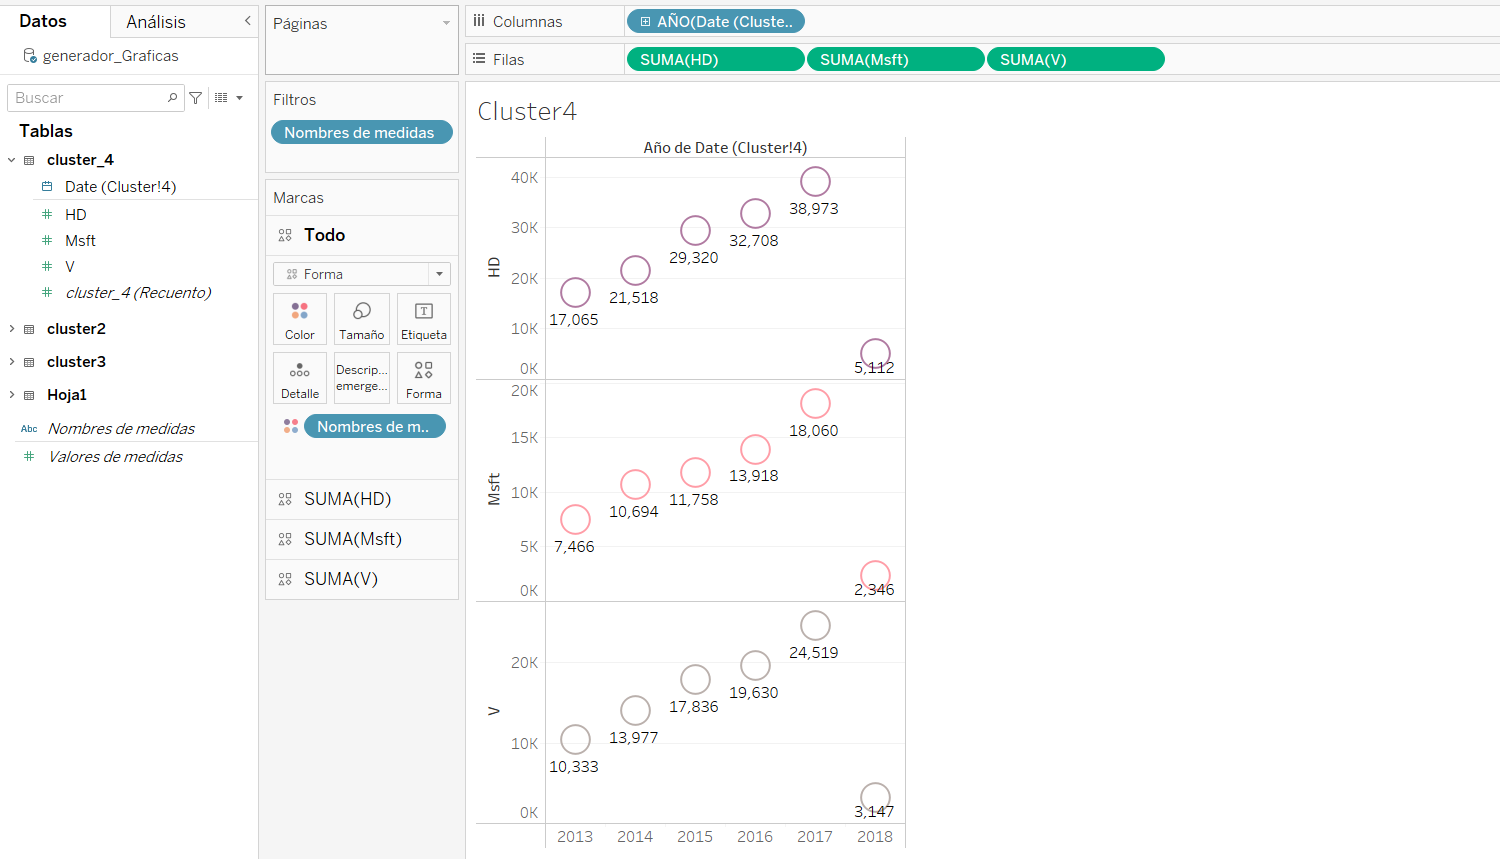 Datos
Análisis
generador_Graficas
Buscar
Tablas
cluster_4
Date (Cluster!4)
HD
Msft
V
cluster_4 (Recuento)
cluster2
cluster3
Hoja1
Abc Nombres de medidas
Valores de medidas
Páginas
Filtros
Nombres de medidas
Marcas
Todo
Forma
Color
Tamaño
Etiqueta
Detalle
Descrip...
emerge...
Forma
Nombres de m..
SUMA(HD)
SUMA(Msft)
SUMA(V)
Columnas
AÑO(Date (Cluste..
Filas
SUMA(HD)
SUMA(Msft)
SUMA(V)
Cluster4
Año de Date (Cluster!4)
HD
40K
30K
20K
10K
0K
17,065
21,518
29,320
32,708
38,973
5,112
Msft
20K
15K
10K
5K
0K
7,466
10,694
11,758
13,918
18,060
2,346
V
20K
10K
0K
10,333
13,977
17,836
19,630
24,519
3,147
2013 2014 2015 2016 2017 2018